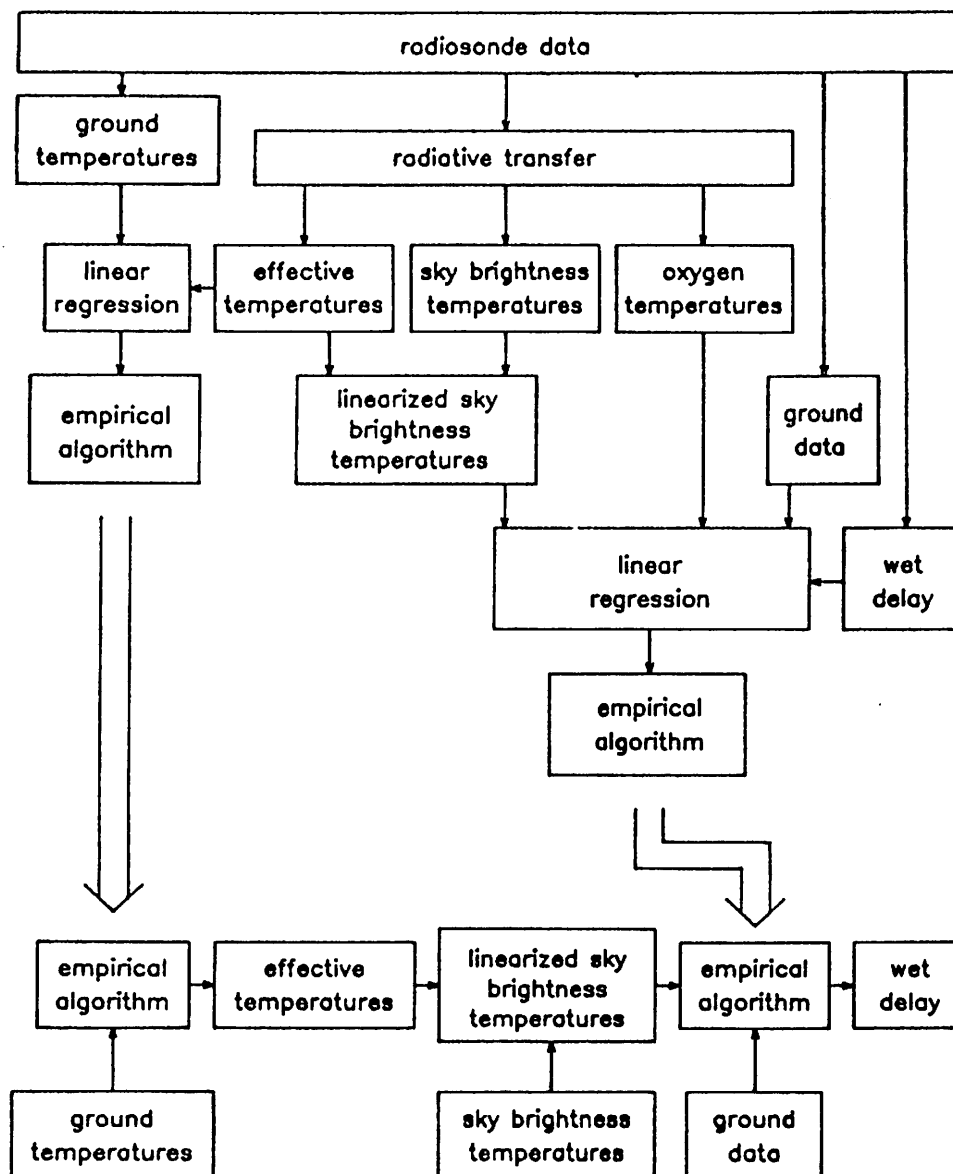 radiosonde data
ground
temperatures
radiative transfer
linear
regression
effective
temperatures
sky brightness
temperatures
oxygen
temperatures
empirical
algorithm
linearized sky
brightness
temperatures
ground
data
linear
regression
wet
delay
empirical
algorithm
empirical
algorithm
effective
temperatures
linearized sky
brightness
temperatures
empirical
algorithm
wet
delay
ground
temperatures
sky brightness
temperatures
ground
data